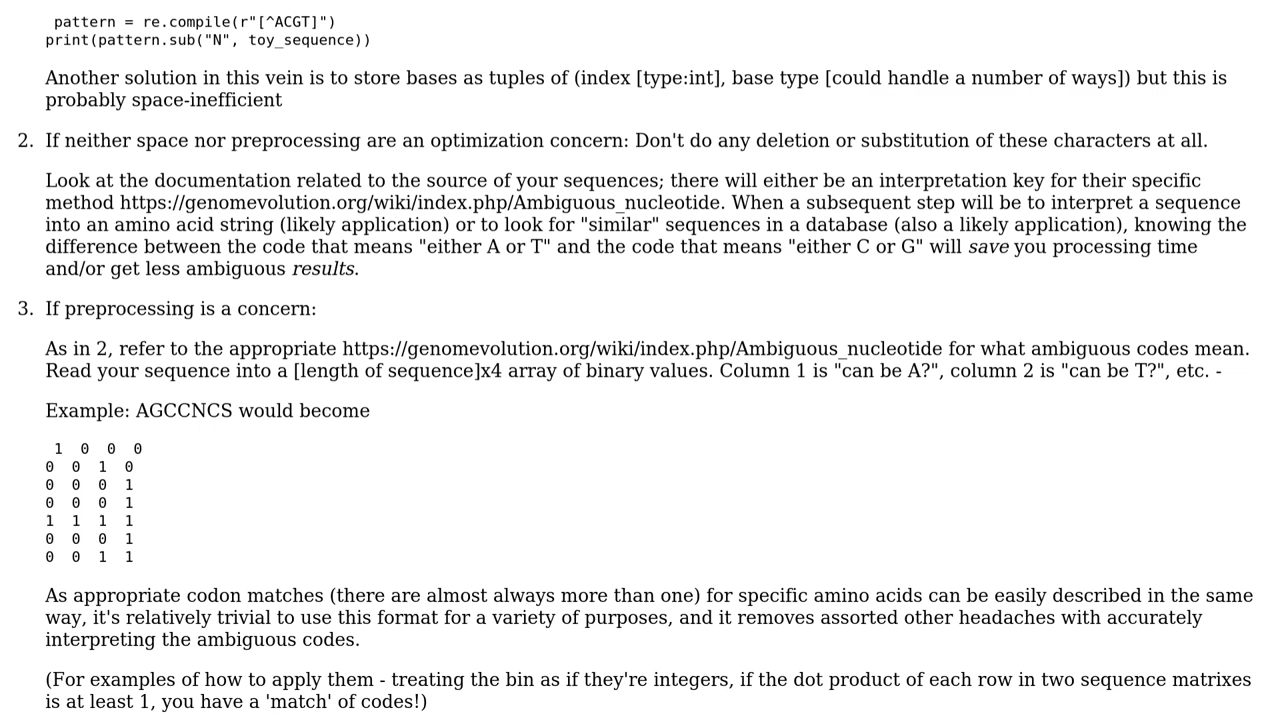 pattern = re.compile(r"[^ACGT]")
print(pattern.sub("N", toy_sequence))
Another solution in this vein is to store bases as tuples of (index [type:int], base type [could handle a number of ways]) but this is
probably space-inefficient
2. If neither space nor preprocessing are an optimization concern: Don't do any deletion or substitution of these characters at all.
Look at the documentation related to the source of your sequences; there will either be an interpretation key for their specific
method https://genomevolution.org/wiki/index.php/Ambiguous_nucleotide. When a subsequent step will be to interpret a sequence
into an amino acid string (likely application) or to look for "similar" sequences in a database (also a likely application), knowing the
difference between the code that means "either A or T" and the code that means "either C or G" will save you processing time
and/or get less ambiguous results.
3. If preprocessing is a concern:
As in 2, refer to the appropriate https://genomevolution.org/wiki/index.php/Ambiguous_nucleotide for what ambiguous codes mean.
Read your sequence into a [length of sequence]x4 array of binary values. Column 1 is "can be A?", column 2 is "can be T?", etc. -
Example: AGCCNCS would become
1 0 0 0
0 0 1 0
0 0 0 1
0 0 0 1
1 1 1 1
0 0 0 1
0 0 1 1
As appropriate codon matches (there are almost always more than one) for specific amino acids can be easily described in the same
way, it's relatively trivial to use this format for a variety of purposes, and it removes assorted other headaches with accurately
interpreting the ambiguous codes.
(For examples of how to apply them - treating the bin as if they're integers, if the dot product of each row in two sequence matrixes
is at least 1, you have a 'match' of codes!)